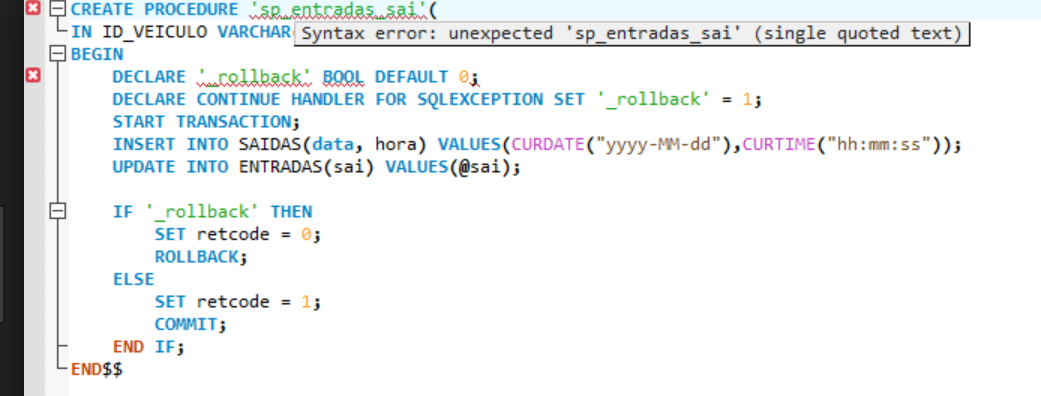 CREATE PROCEDURE 'sp_entradas_sai'(
IN ID_VEICULO VARCHAR
Syntax error: unexpected 'sp_entradas_sai' (single quoted text)
BEGIN
DECLARE '_rollback' BOOL DEFAULT 0;
DECLARE CONTINUE HANDLER FOR SQLEXCEPTION SET '_rollback' = 1;
START TRANSACTION;
INSERT INTO SAIDAS(data, hora) VALUES(CURDATE("yyyy-MM-dd"),CURTIME("hh:mm:ss"));
UPDATE INTO ENTRADAS(sai) VALUES(@sai);
IF '_rollback' THEN
SET retcode = 0;
ROLLBACK;
ELSE
SET retcode = 1;
COMMIT;
END IF;
END$$